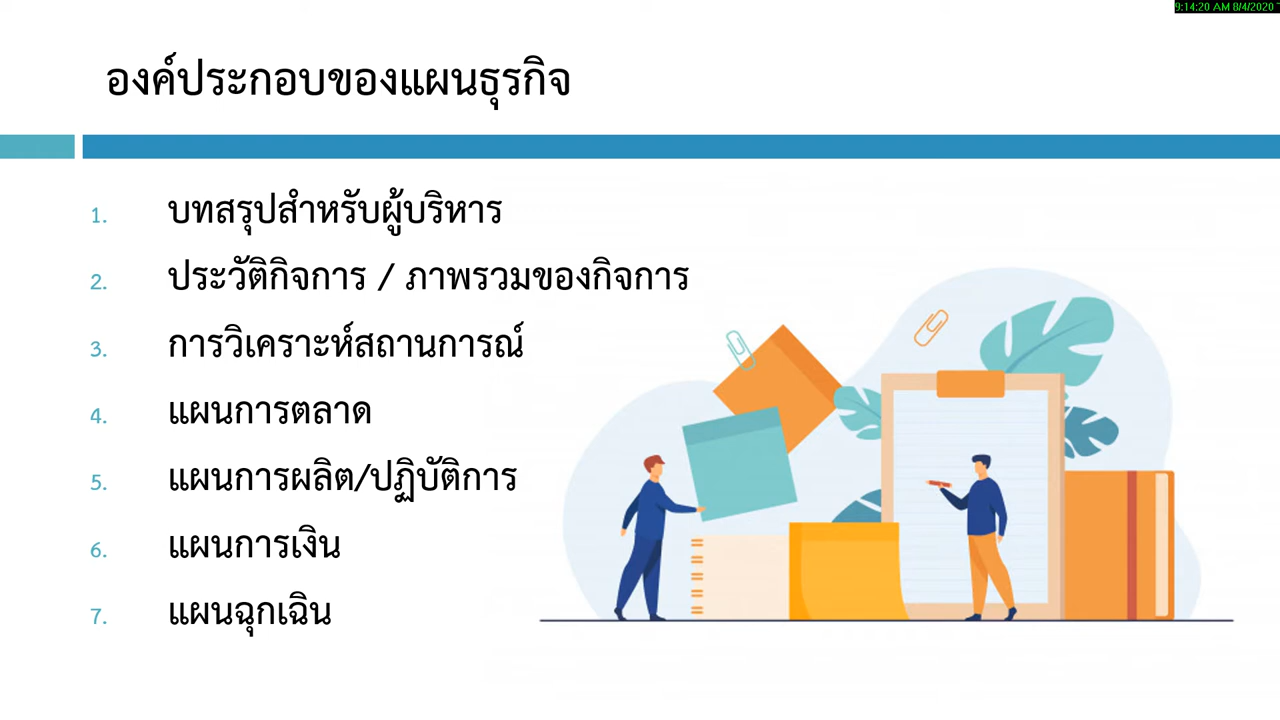 9:14:20 AM 8/4/2020
องค์ประกอบของแผนธุรกิจ
1. บทสรุปสำหรับผู้บริหาร
2. ประวัติกิจการ / ภาพรวมของกิจการ
3. การวิเคราะห์สถานการณ์
4. แผนการตลาด
5. แผนการผลิต/ปฏิบัติการ
6. แผนการเงิน
7. แผนฉุกเฉิน